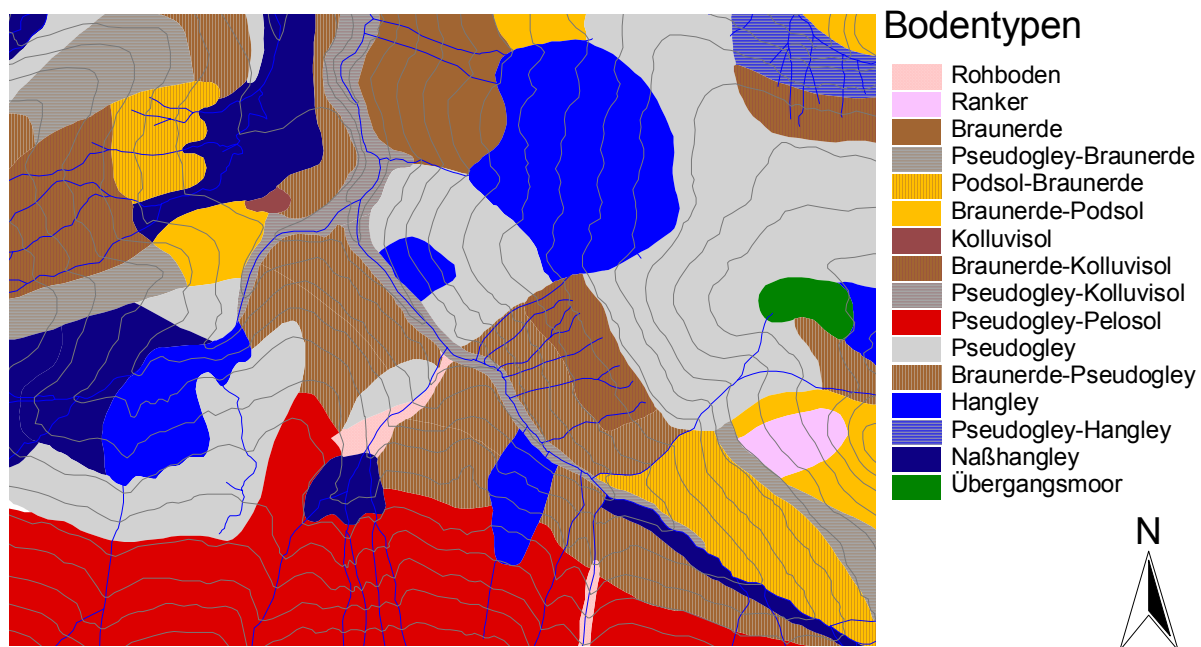 Bodentypen
Rohboden
Ranker
Braunerde
Pseudogley-Braunerde
Podsol-Braunerde
Braunerde-Podsol
Kolluvisol
Braunerde-Kolluvisol
Pseudogley-Kolluvisol
Pseudogley-Pelosol
Pseudogley
Braunerde-Pseudogley
Hangley
Pseudogley-Hangley
Naßhangley
Übergangsmoor
N